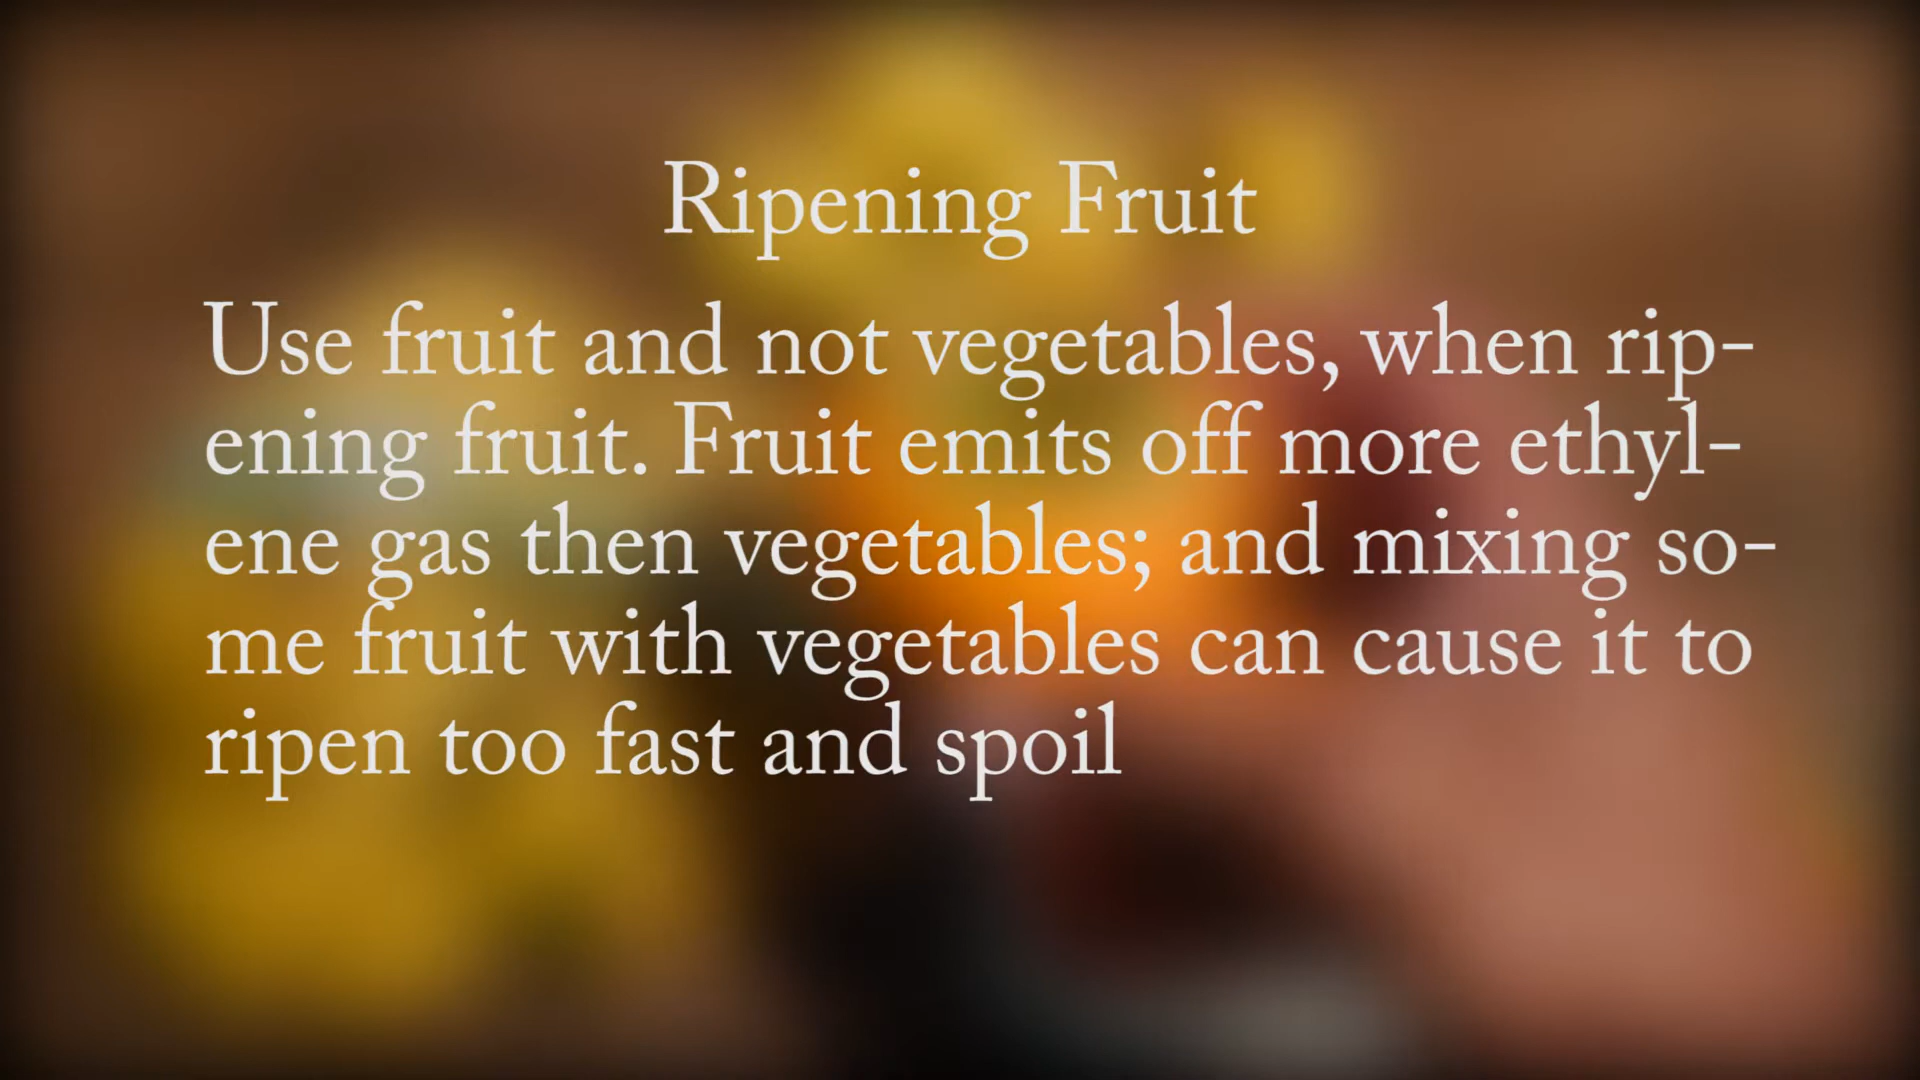 Ripening Fruit
Use fruit and not vegetables, when rip-
ening fruit. Fruit emits off more ethyl-
ene gas then vegetables; and mixing so-
me fruit with vegetables can cause it to
ripen too fast and spoil